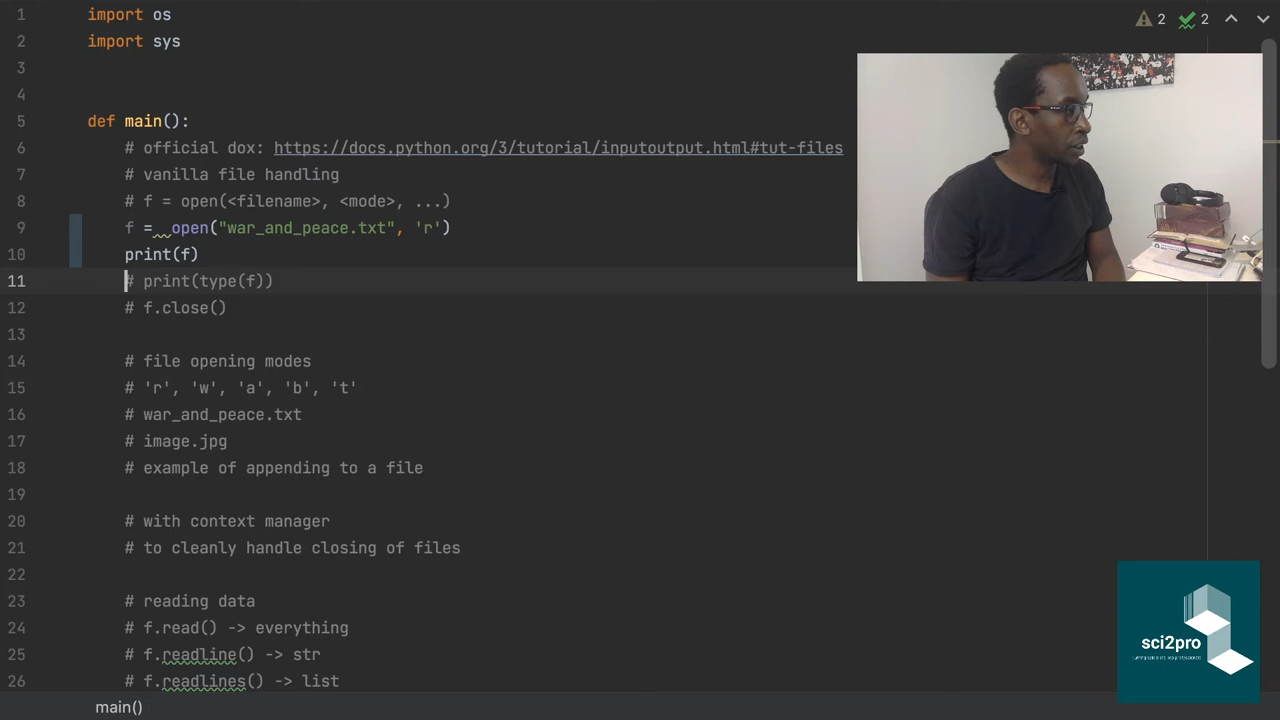 1 import os
2 import sys
3
4
5 def main():
6 # official dox: https://docs.python.org/3/tutorial/inputoutput.html#tut-files
7 # vanilla file handling
8 # f = open(<filename>, <mode>, ...)
9 f =  open("war_and_peace.txt", 'r')
10 print(f)
11 # print(type(f))
12 # f.close()
13
14 # file opening modes
15 # 'r', 'w', 'a', 'b', 't'
16 # war_and_peace.txt
17 # image.jpg
18 # example of appending to a file
19
20 # with context manager
21 # to cleanly handle closing of files
22
23 # reading data
24 # f.read() -> everything
25 # f.readline() -> str
26 # f.readlines() -> list
main()
2 2
sci2pro